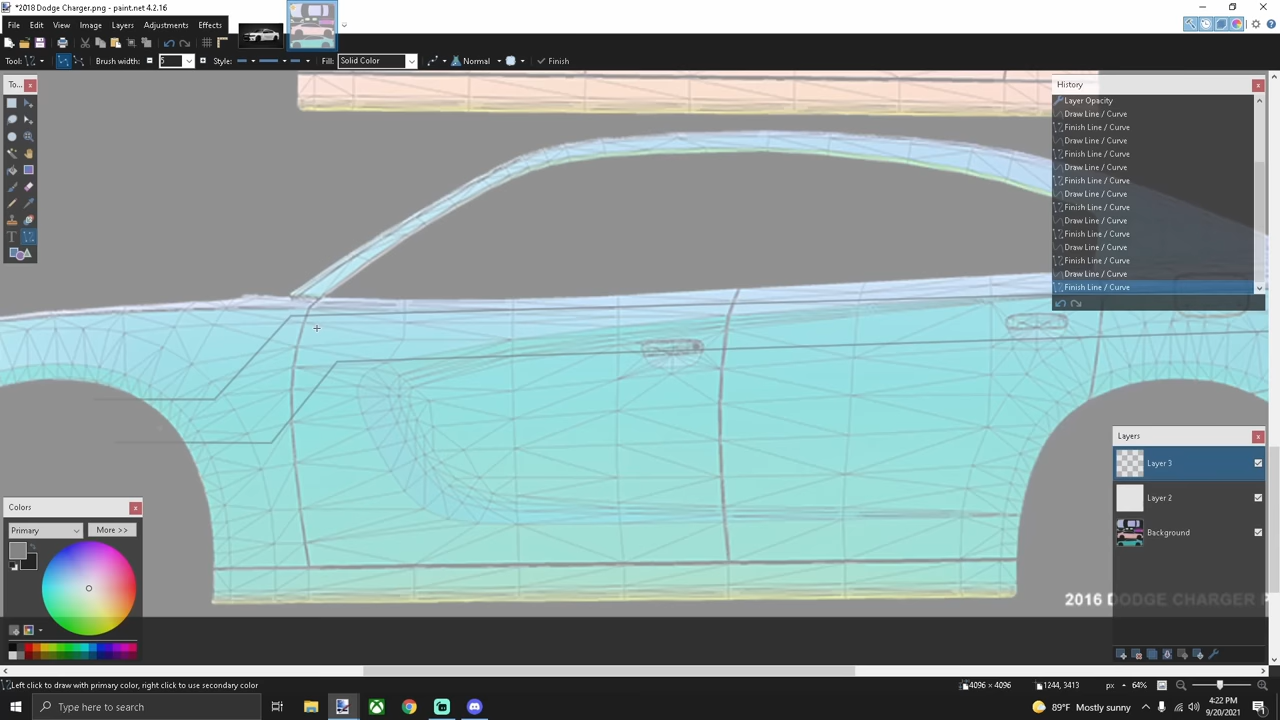 *2018 Dodge Charger.png - paint.net 4.2.16
File Edit View Image Layers Adjustments Effects
Tool: Brush width: 5 Style: Fill: Solid Color Normal Finish
To...
History
Layer Opacity
Draw Line / Curve
Finish Line / Curve
Draw Line / Curve
Finish Line / Curve
Draw Line / Curve
Finish Line / Curve
Draw Line / Curve
Finish Line / Curve
Draw Line / Curve
Finish Line / Curve
Draw Line / Curve
Finish Line / Curve
Draw Line / Curve
Finish Line / Curve
Layers
Layer 3
Layer 2
Background
Colors
Primary More >>
2016 DODGE CHARGER P
Left click to draw with primary color, right click to use secondary color 4096 × 4096 1244, 3413 px 64%
Type here to search 89°F Mostly sunny 4:22 PM
9/20/2021